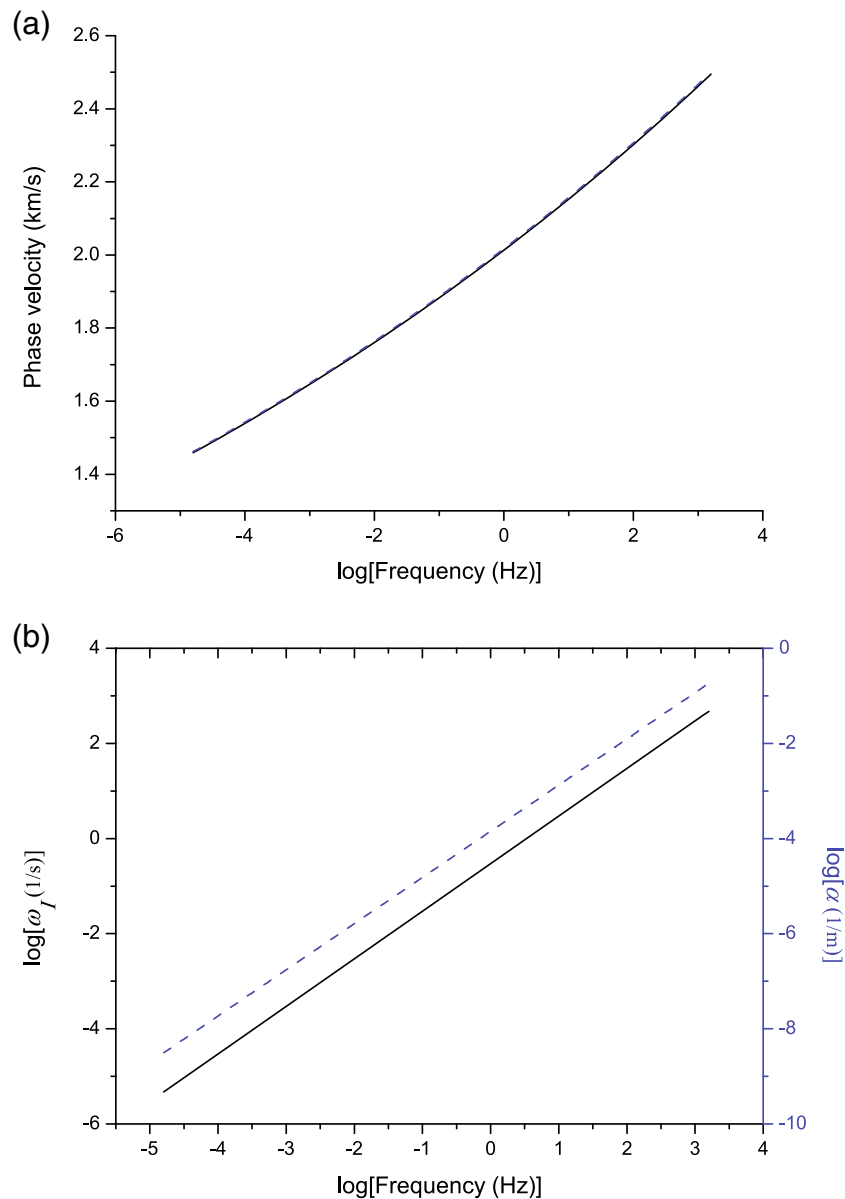 (a)
2.6
2.4
2.2
2.0
1.8
1.6
1.4
Phase velocity (km/s)
-6 -4 -2 0 2 4
log[Frequency (Hz)]
(b)
4
2
0
-2
-4
-6
log[ω_I (1/s)]
0
-2
-4
-6
-8
-10
log[α (1/m)]
-5 -4 -3 -2 -1 0 1 2 3 4
log[Frequency (Hz)]